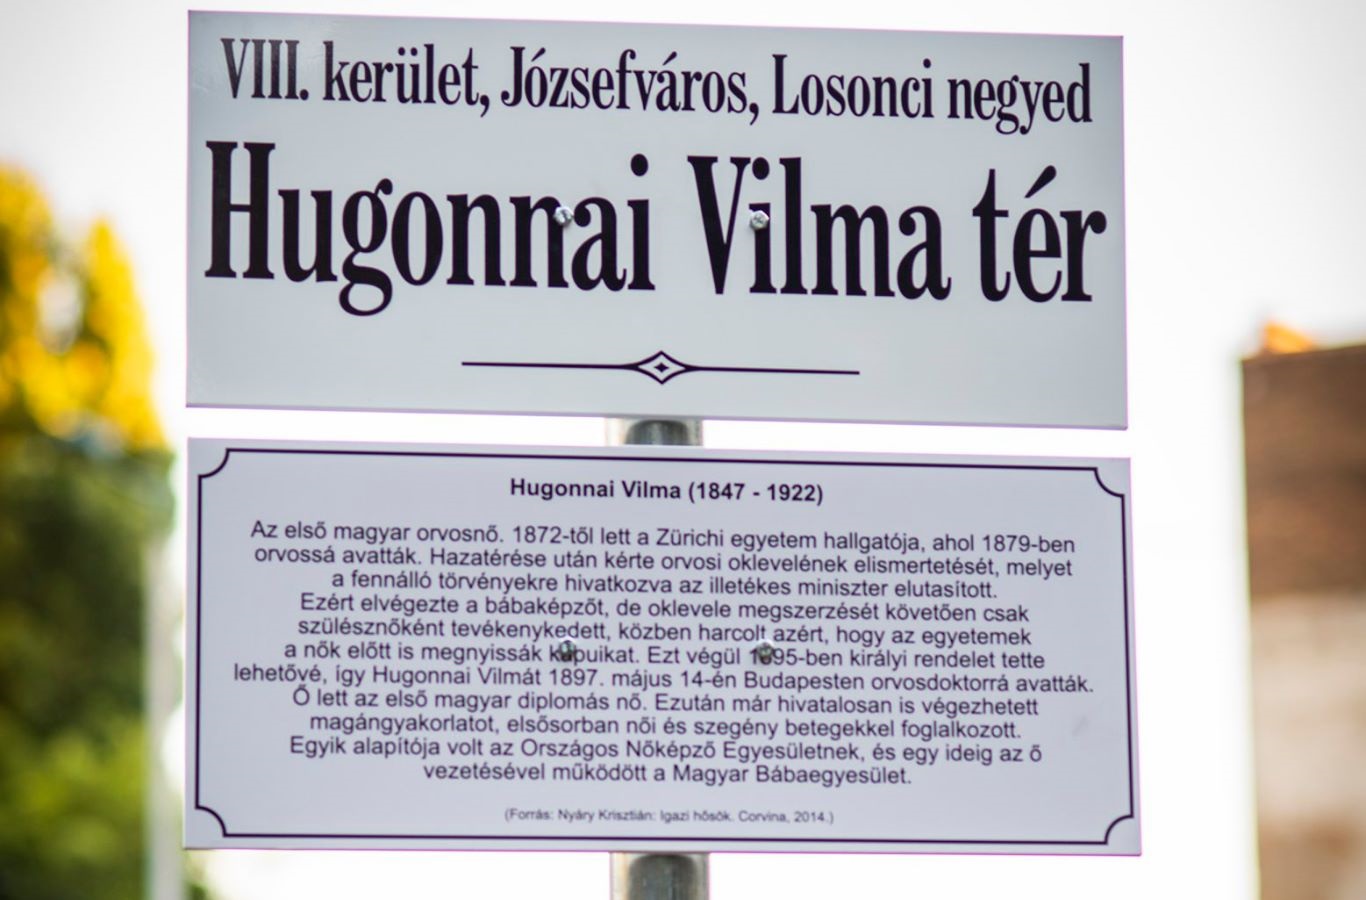 VIII. kerület, Józsefváros, Losonci negyed
Hugonnai Vilma tér
Hugonnai Vilma (1847 - 1922)
Az első magyar orvosnő. 1872-től lett a Zürichi egyetem hallgatója, ahol 1879-ben
orvossá avatták. Hazatérése után kérte orvosi oklevelének elismertetését, melyet
a fennálló törvényekre hivatkozva az illetékes miniszter elutasított.
Ezért elvégezte a bábaképzőt, de oklevele megszerzését követően csak
szülésznőként tevékenykedett, közben harcolt azért, hogy az egyetemek
a nők előtt is megnyissák kapuikat. Ezt végül 1895-ben királyi rendelet tette
lehetővé, így Hugonnai Vilmát 1897. május 14-én Budapesten orvosdoktorrá avatták.
Ő lett az első magyar diplomás nő. Ezután már hivatalosan is végezhetett
magángyakorlatot, elsősorban női és szegény betegekkel foglalkozott.
Egyik alapítója volt az Országos Nőképző Egyesületnek, és egy ideig az ő
vezetésével működött a Magyar Bábaegyesület.
(Forrás: Nyáry Krisztián: Igazi hősök. Corvina, 2014.)